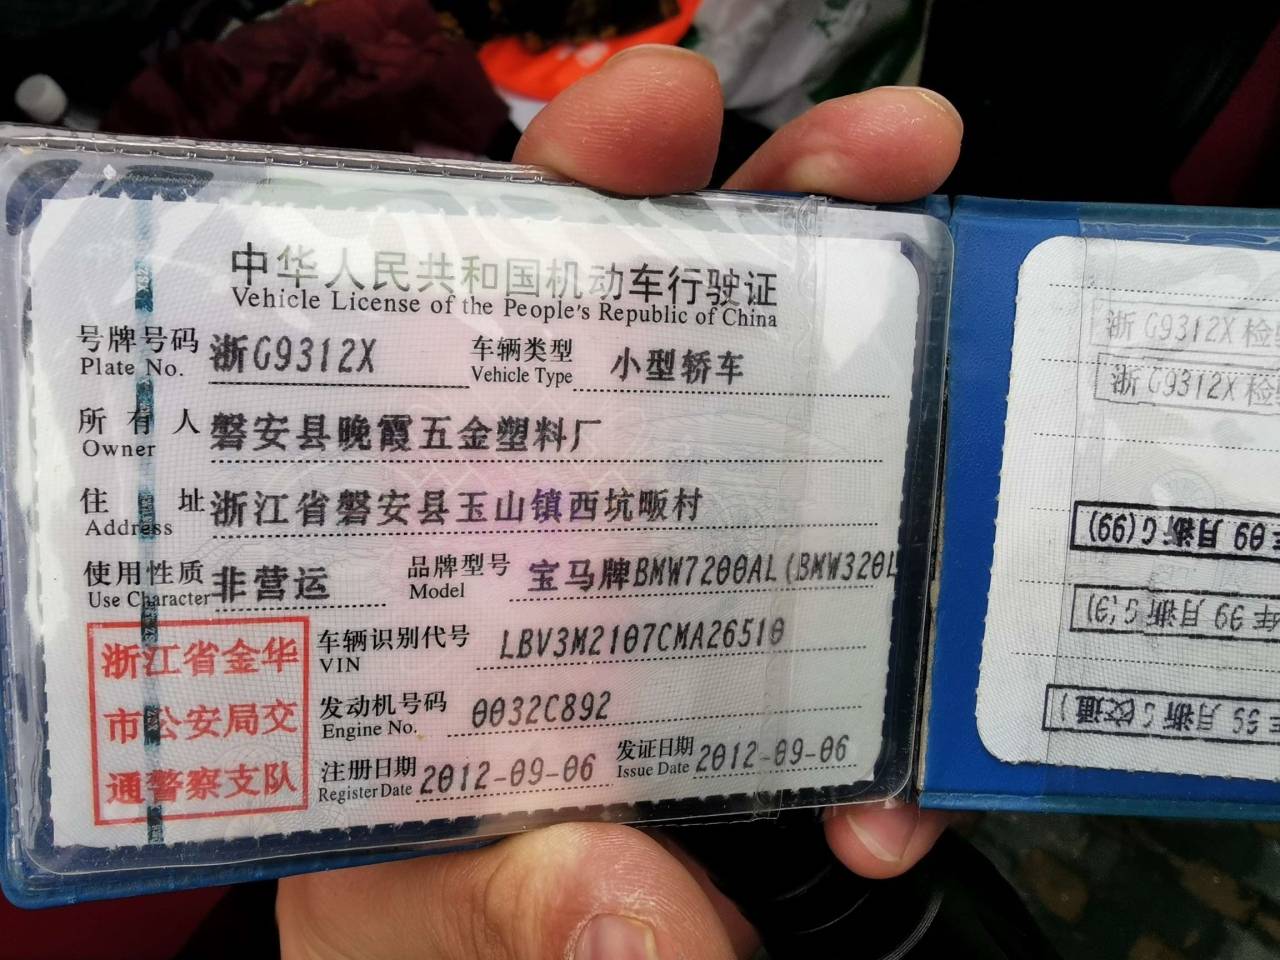 中华人民共和国机动车行驶证
Vehicle License of the People's Republic of China
号牌号码 浙G9312X 车辆类型 小型轿车
Plate No. Vehicle Type
所有人 磐安县晚霞五金塑料厂
Owner
住址 浙江省磐安县玉山镇西坑畈村
Address
使用性质 非营运 品牌型号 宝马牌BMW7200AL(BMW320L
Use Character Model
浙江省金华
市公安局交
通警察支队
车辆识别代号 LBV3M2107CMA26510
VIN
发动机号码 0032C892
Engine No.
注册日期 2012-09-06 发证日期 2012-09-06
Register Date Issue Date
浙G9312X检
浙G9312X检